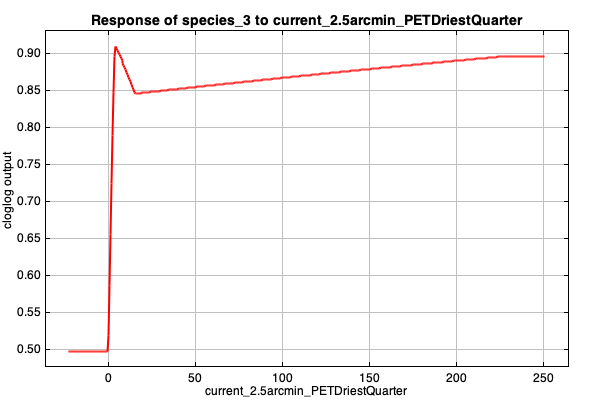 Response of species_3 to current_2.5arcmin_PETDriestQuarter
cloglog output
0.90
0.85
0.80
0.75
0.70
0.65
0.60
0.55
0.50
0 50 100 150 200 250
current_2.5arcmin_PETDriestQuarter